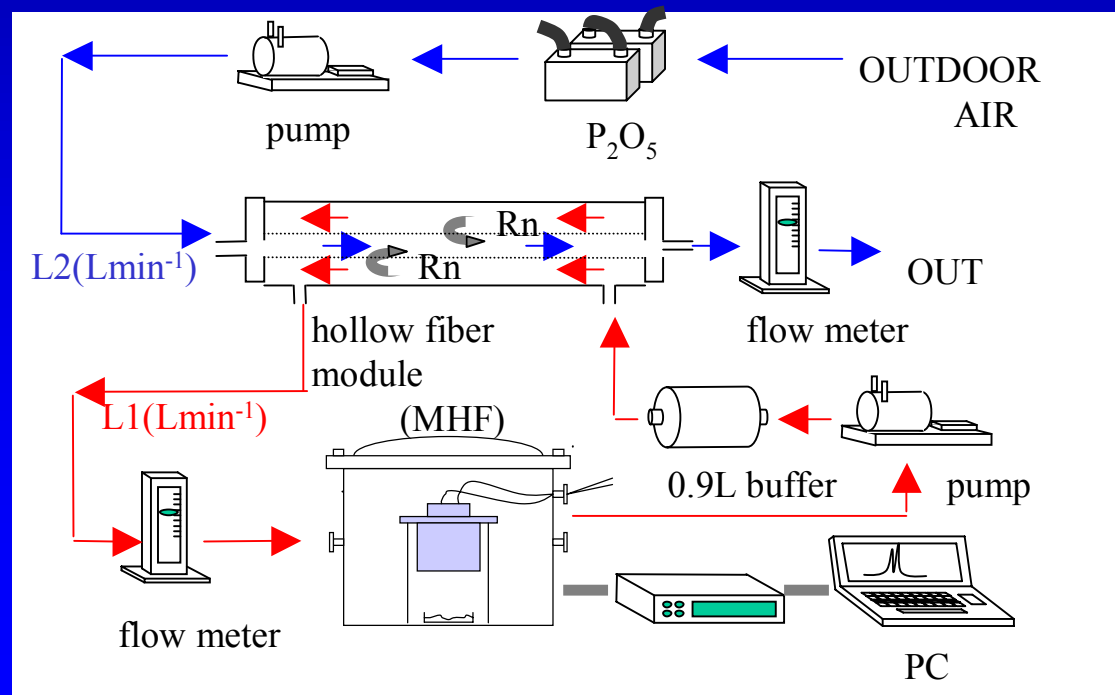 OUTDOOR
AIR
pump
P₂O₅
Rn
Rn
L2(Lmin⁻¹)
OUT
hollow fiber
module
flow meter
L1(Lmin⁻¹)
(MHF)
0.9L buffer
pump
flow meter
PC